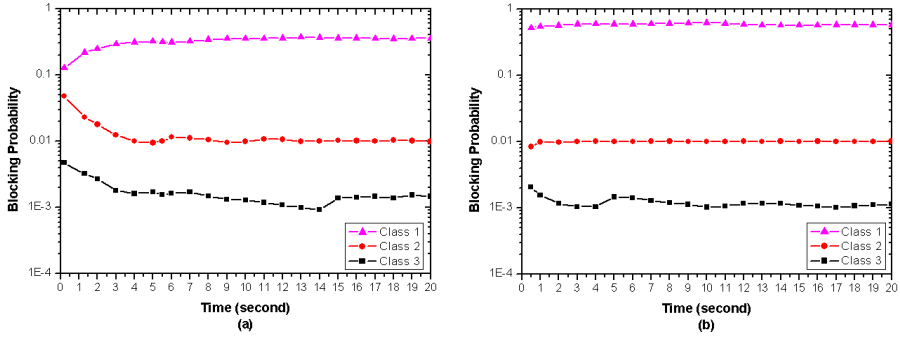 1
0.1
0.01
1E-3
1E-4
Blocking Probability
Class 1
Class 2
Class 3
0 1 2 3 4 5 6 7 8 9 10 11 12 13 14 15 16 17 18 19 20
Time (second)
(a)
1
0.1
0.01
1E-3
1E-4
Blocking Probability
Class 1
Class 2
Class 3
0 1 2 3 4 5 6 7 8 9 10 11 12 13 14 15 16 17 18 19 20
Time (second)
(b)